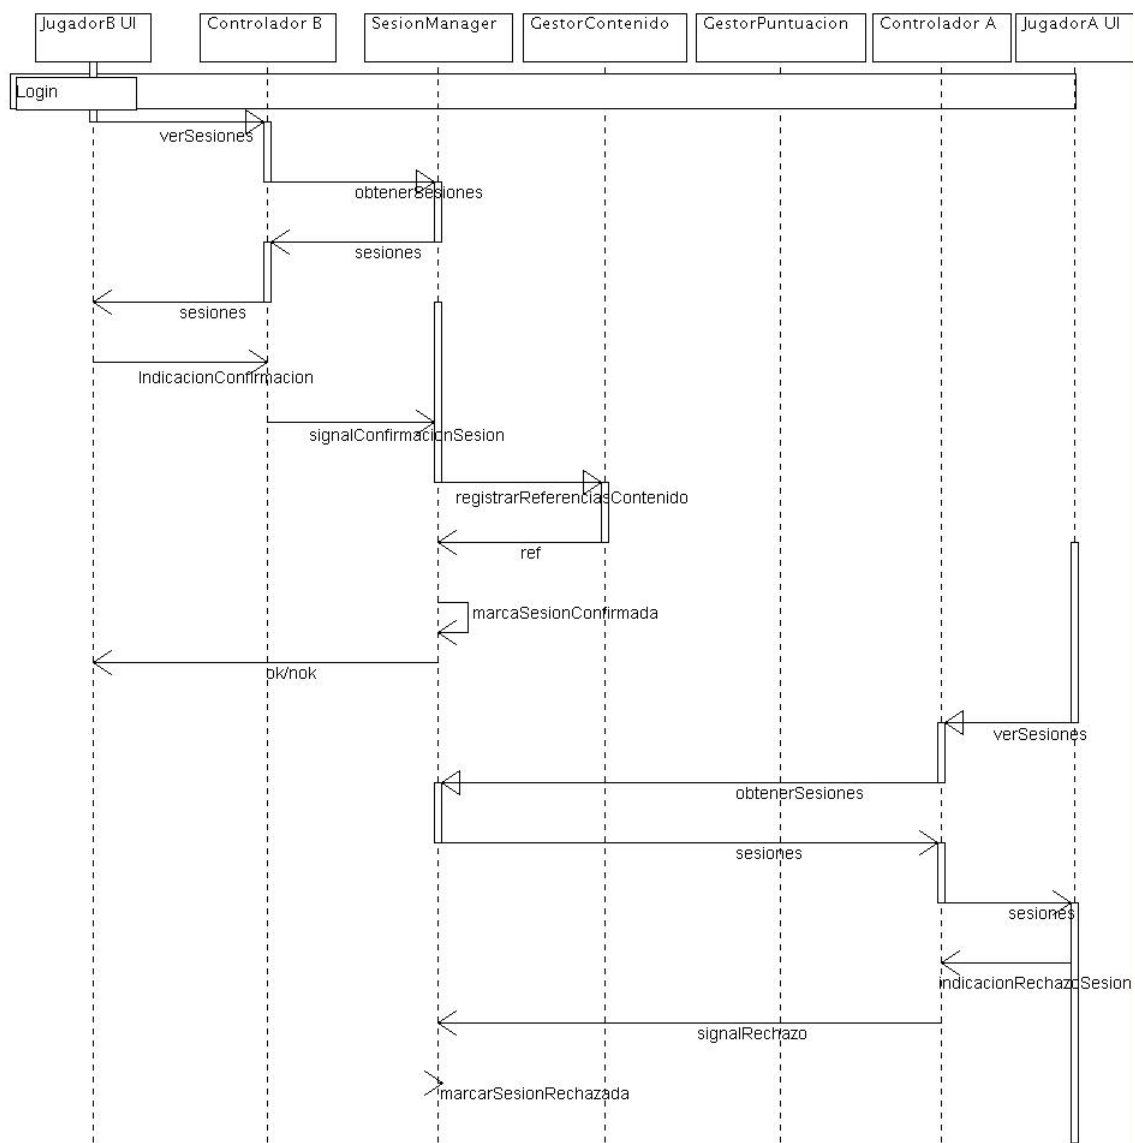 JugadorB UI
Controlador B
SesionManager
GestorContenido
GestorPuntuacion
Controlador A
JugadorA UI
Login
verSesiones
obtenerSesiones
sesiones
sesiones
IndicacionConfirmacion
signalConfirmacionSesion
registrarReferenciasContenido
ref
marcaSesionConfirmada
ok/nok
verSesiones
obtenerSesiones
sesiones
sesiones
indicacionRechazoSesion
signalRechazo
marcarSesionRechazada